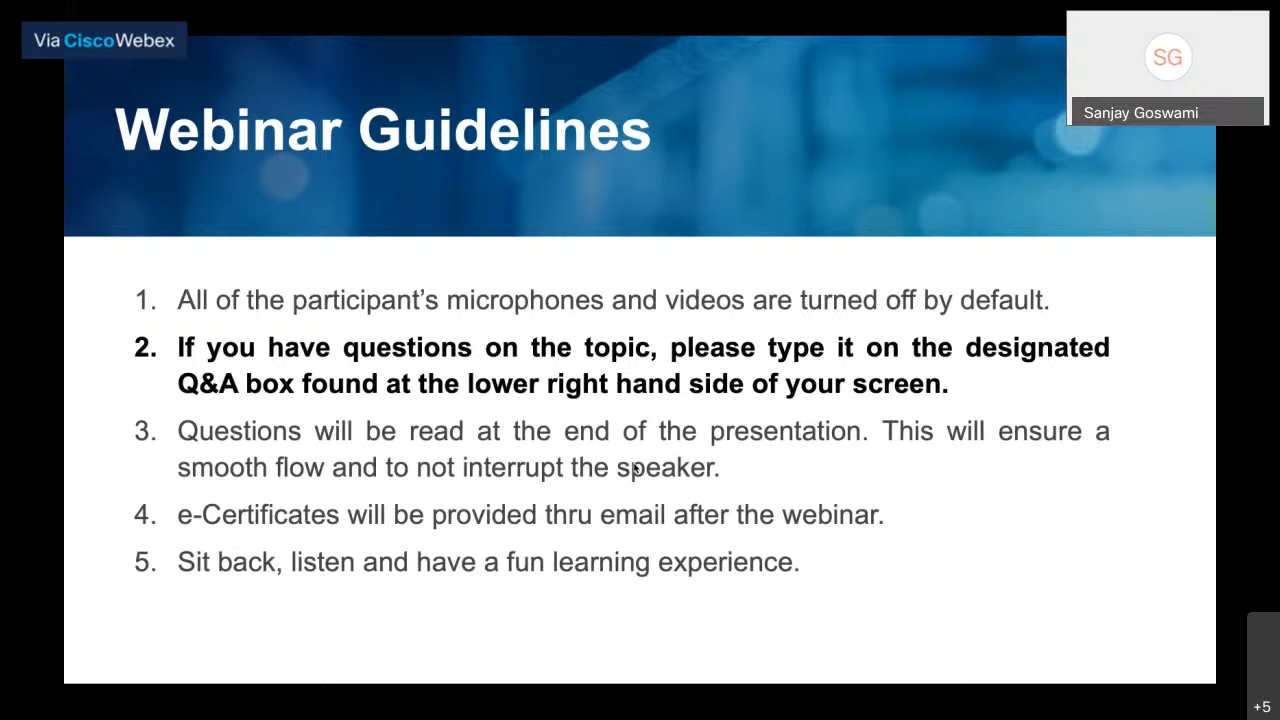 Via CiscoWebex
SG
Sanjay Goswami
Webinar Guidelines
1. All of the participant’s microphones and videos are turned off by default.
2. If you have questions on the topic, please type it on the designated
Q&A box found at the lower right hand side of your screen.
3. Questions will be read at the end of the presentation. This will ensure a
smooth flow and to not interrupt the speaker.
4. e-Certificates will be provided thru email after the webinar.
5. Sit back, listen and have a fun learning experience.
+5